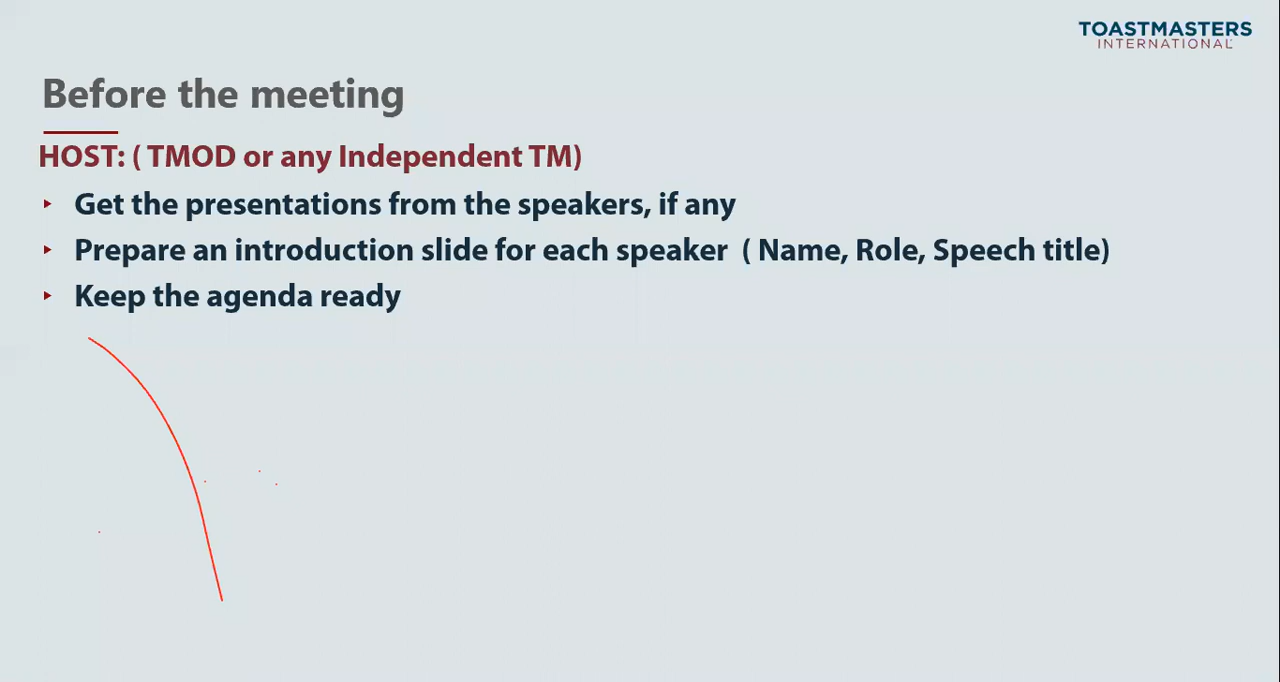 TOASTMASTERS
INTERNATIONAL
Before the meeting
HOST: ( TMOD or any Independent TM)
Get the presentations from the speakers, if any
Prepare an introduction slide for each speaker ( Name, Role, Speech title)
Keep the agenda ready